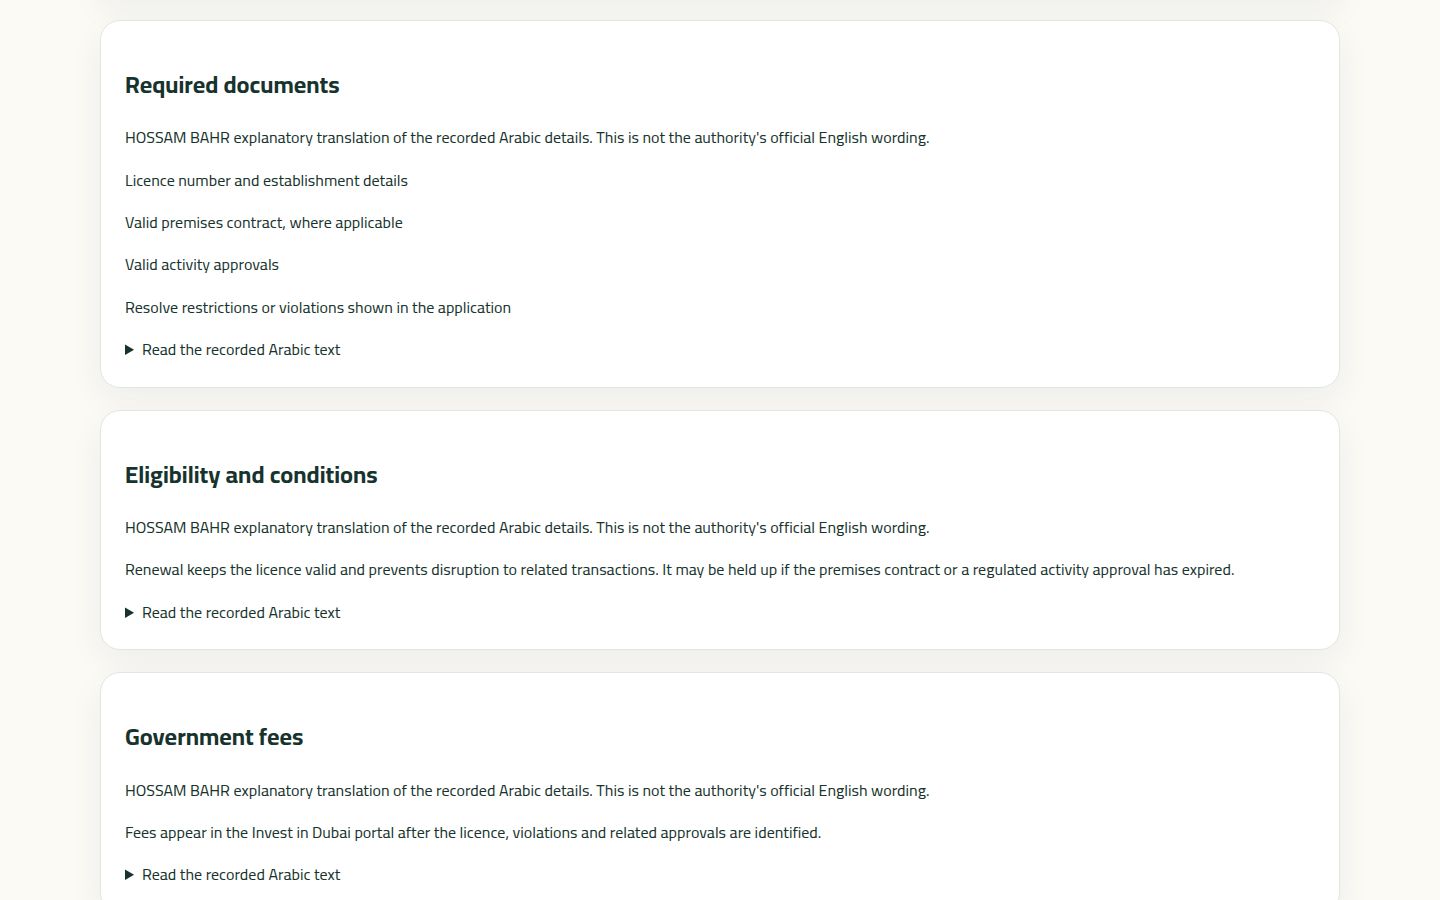 Required documents
HOSSAM BAHR explanatory translation of the recorded Arabic details. This is not the authority's official English wording.
Licence number and establishment details
Valid premises contract, where applicable
Valid activity approvals
Resolve restrictions or violations shown in the application
Read the recorded Arabic text
Eligibility and conditions
HOSSAM BAHR explanatory translation of the recorded Arabic details. This is not the authority's official English wording.
Renewal keeps the licence valid and prevents disruption to related transactions. It may be held up if the premises contract or a regulated activity approval has expired.
Read the recorded Arabic text
Government fees
HOSSAM BAHR explanatory translation of the recorded Arabic details. This is not the authority's official English wording.
Fees appear in the Invest in Dubai portal after the licence, violations and related approvals are identified.
Read the recorded Arabic text